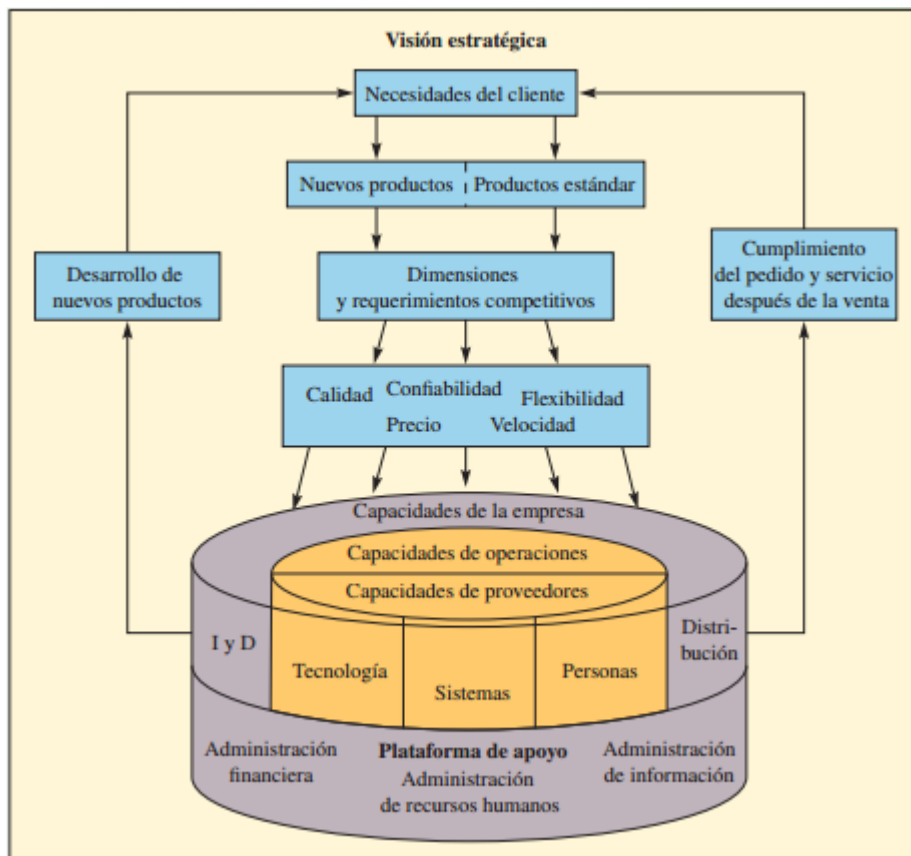 Visión estratégica
Necesidades del cliente
Nuevos productos
Productos estándar
Desarrollo de
nuevos productos
Dimensiones
y requerimientos competitivos
Cumplimiento
del pedido y servicio
después de la venta
Calidad
Confiabilidad
Flexibilidad
Precio
Velocidad
Capacidades de la empresa
Capacidades de operaciones
Capacidades de proveedores
I y D
Tecnología
Sistemas
Personas
Distri-
bución
Administración
financiera
Plataforma de apoyo
Administración
de recursos humanos
Administración
de información